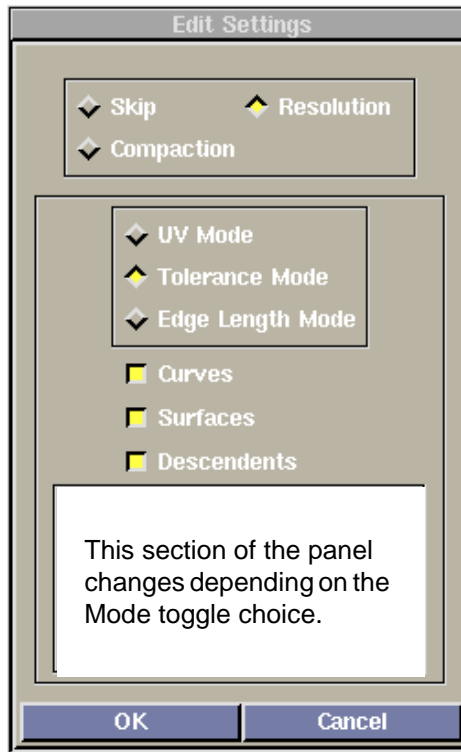 Edit Settings
Skip Resolution
Compaction
UV Mode
Tolerance Mode
Edge Length Mode
Curves
Surfaces
Descendents
This section of the panel
changes depending on the
Mode toggle choice.
OK Cancel